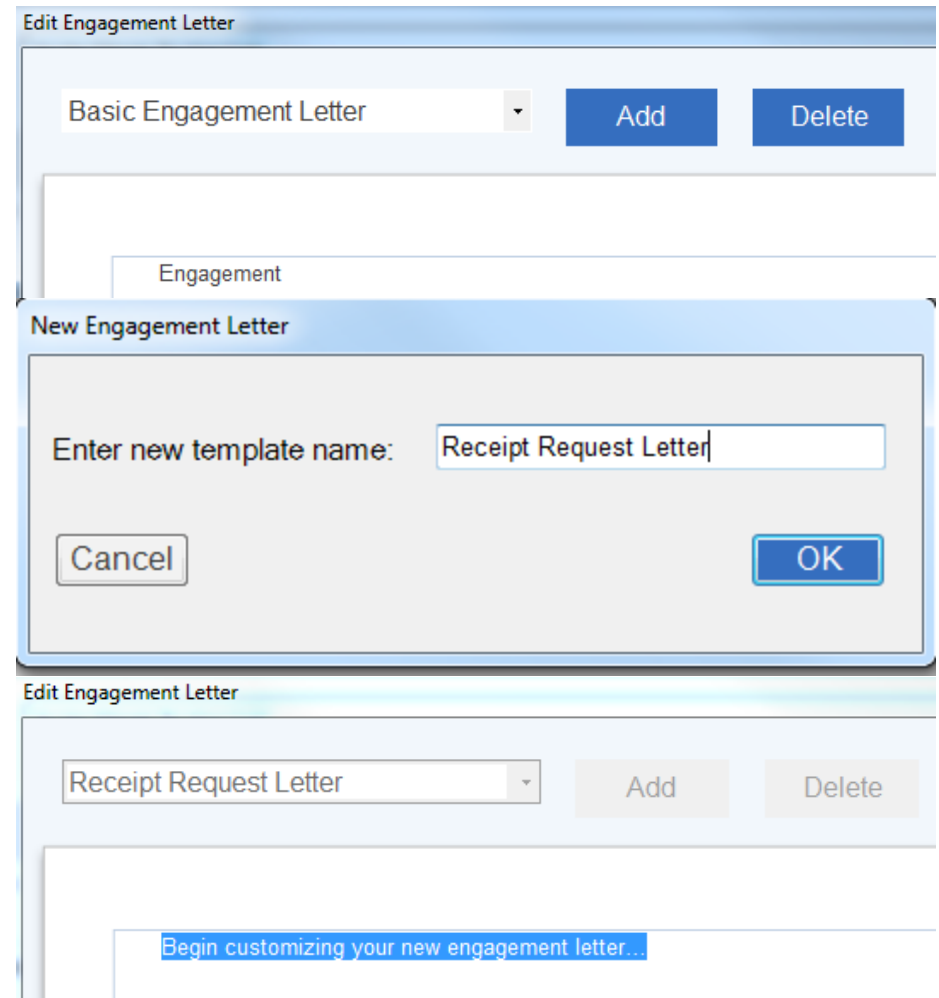 Edit Engagement Letter
Basic Engagement Letter Add Delete
Engagement
New Engagement Letter
Enter new template name: Receipt Request Letter
Cancel OK
Edit Engagement Letter
Receipt Request Letter Add Delete
Begin customizing your new engagement letter...